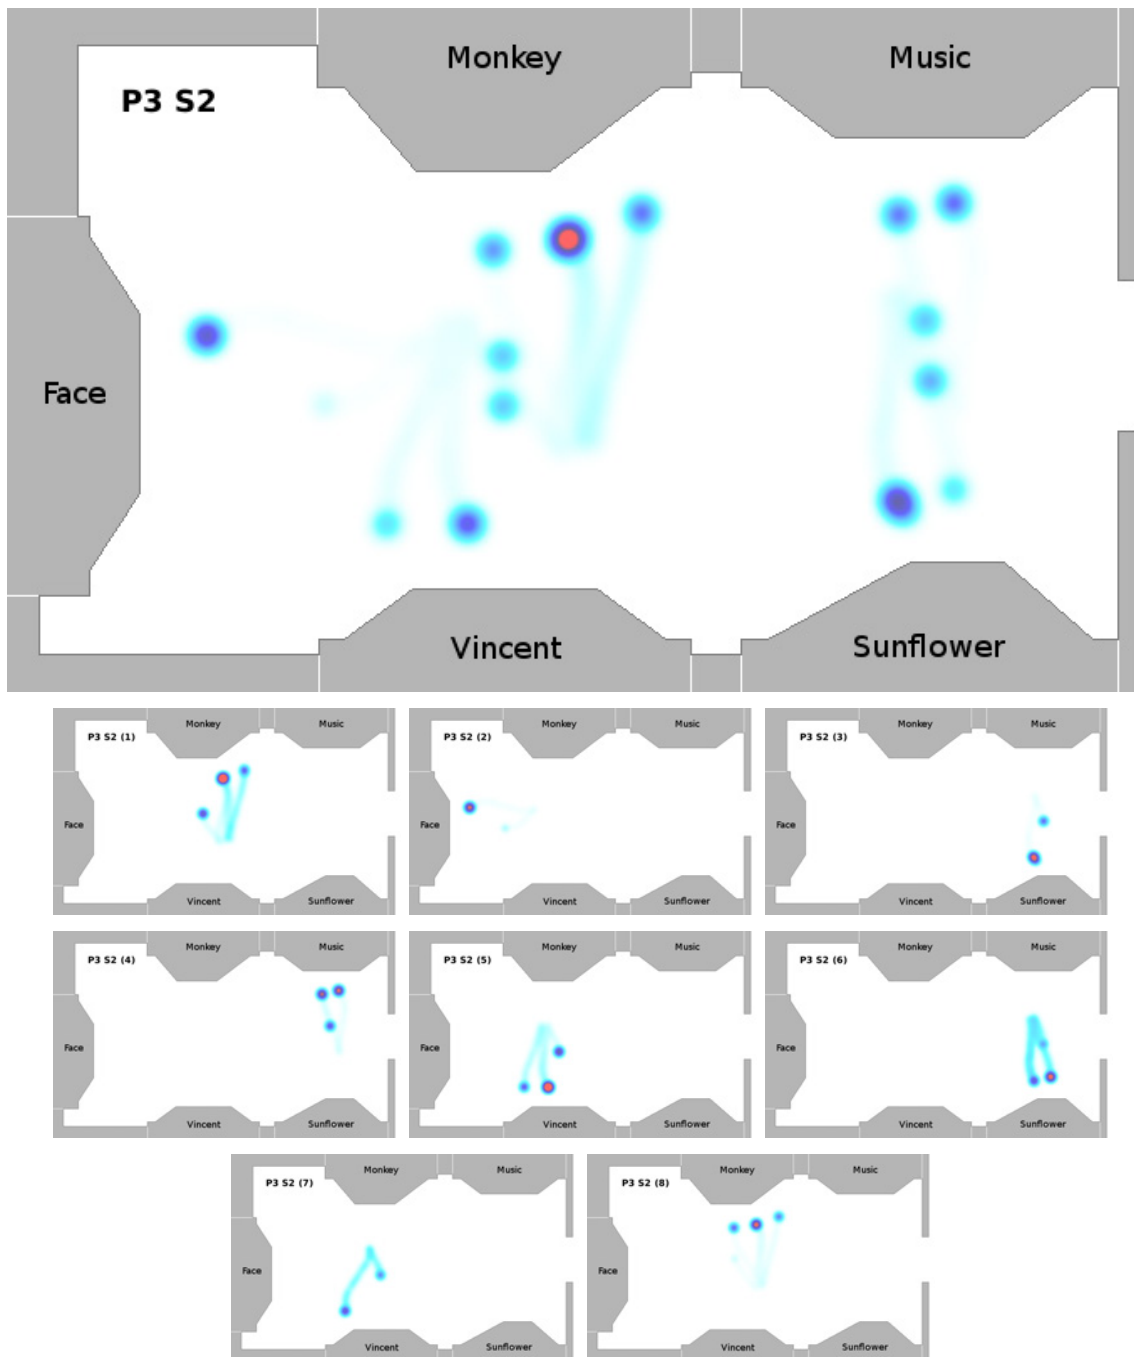 Monkey Music
P3 S2
Face
Vincent Sunflower
Monkey Music
P3 S2 (1)
Face
Vincent Sunflower
Monkey Music
P3 S2 (2)
Face
Vincent Sunflower
Monkey Music
P3 S2 (3)
Face
Vincent Sunflower
Monkey Music
P3 S2 (4)
Face
Vincent Sunflower
Monkey Music
P3 S2 (5)
Face
Vincent Sunflower
Monkey Music
P3 S2 (6)
Face
Vincent Sunflower
Monkey Music
P3 S2 (7)
Face
Vincent Sunflower
Monkey Music
P3 S2 (8)
Face
Vincent Sunflower